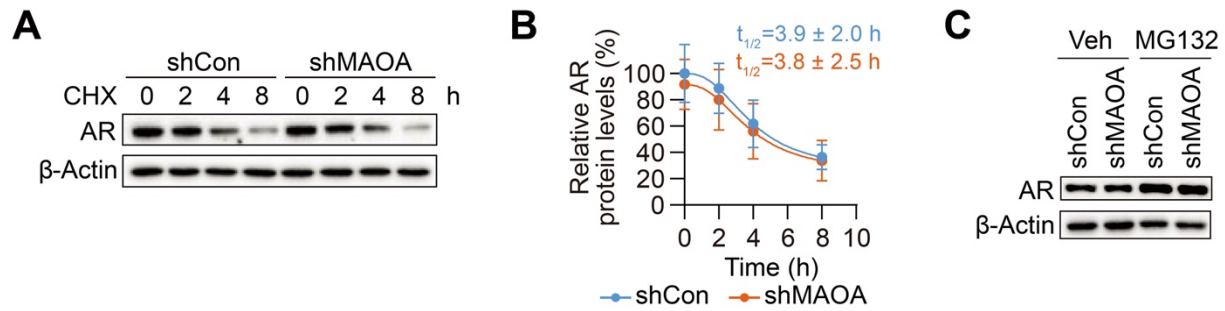 A
shCon shMAOA
CHX 0 2 4 8 0 2 4 8 h
AR
β-Actin
B
t1/2=3.9 ± 2.0 h
t1/2=3.8 ± 2.5 h
Relative AR
protein levels (%)
100
80
60
40
20
0
0 2 4 6 8 10
Time (h)
shCon shMAOA
C
Veh MG132
shCon shMAOA shCon shMAOA
AR
β-Actin